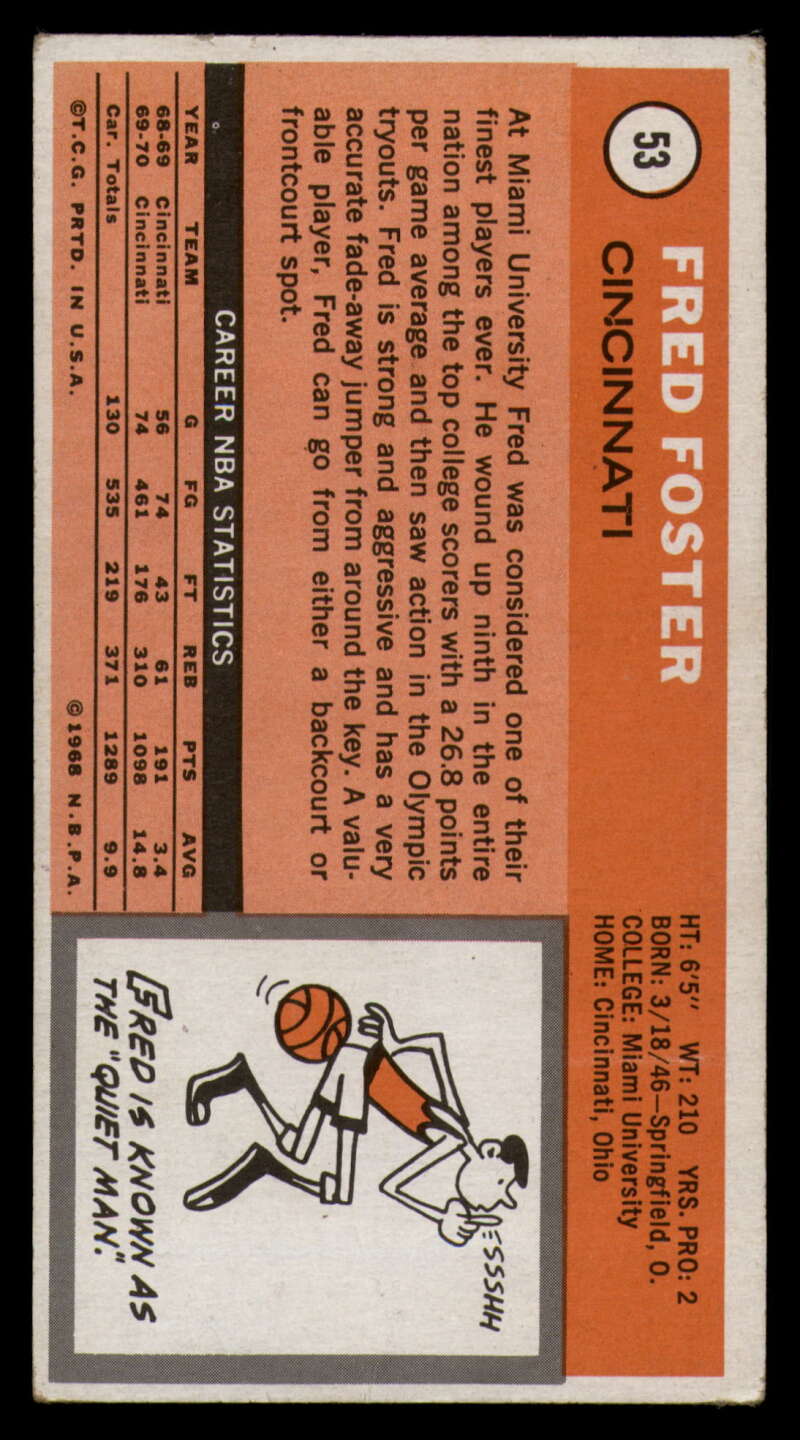 53
FRED FOSTER
CINCINNATI
HT: 6'5" WT: 210 YRS. PRO: 2
BORN: 3/18/46—Springfield, O.
COLLEGE: Miami University
HOME: Cincinnati, Ohio
At Miami University Fred was considered one of their
finest players ever. He wound up ninth in the entire
nation among the top college scorers with a 26.8 points
per game average and then saw action in the Olympic
tryouts. Fred is strong and aggressive and has a very
accurate fade-away jumper from around the key. A valu-
able player, Fred can go from either a backcourt or
frontcourt spot.
CAREER NBA STATISTICS
YEAR TEAM G FG FT REB PTS AVG
68-69 Cincinnati 56 74 43 61 191 3.4
69-70 Cincinnati 74 461 176 310 1098 14.8
Car. Totals 130 535 219 371 1289 9.9
©T.C.G. PRTD. IN U.S.A. ©1968 N.B.P.A.
SSSHH
FRED IS KNOWN AS
THE "QUIET MAN."